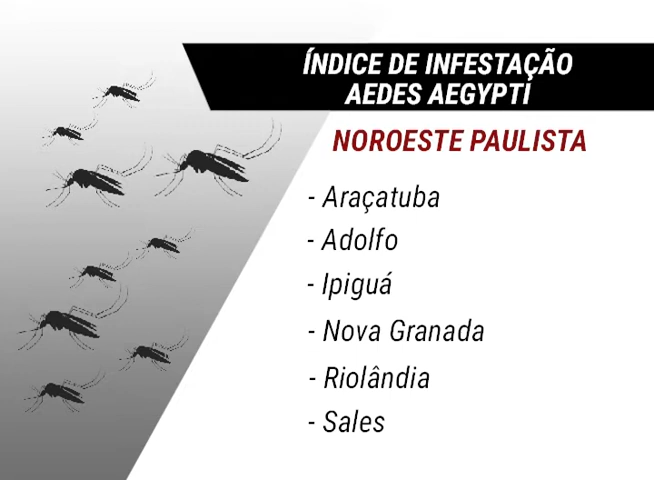 ÍNDICE DE INFESTAÇÃO
AEDES AEGYPTI
NOROESTE PAULISTA
- Araçatuba
- Adolfo
- Ipiguá
- Nova Granada
- Riolândia
- Sales